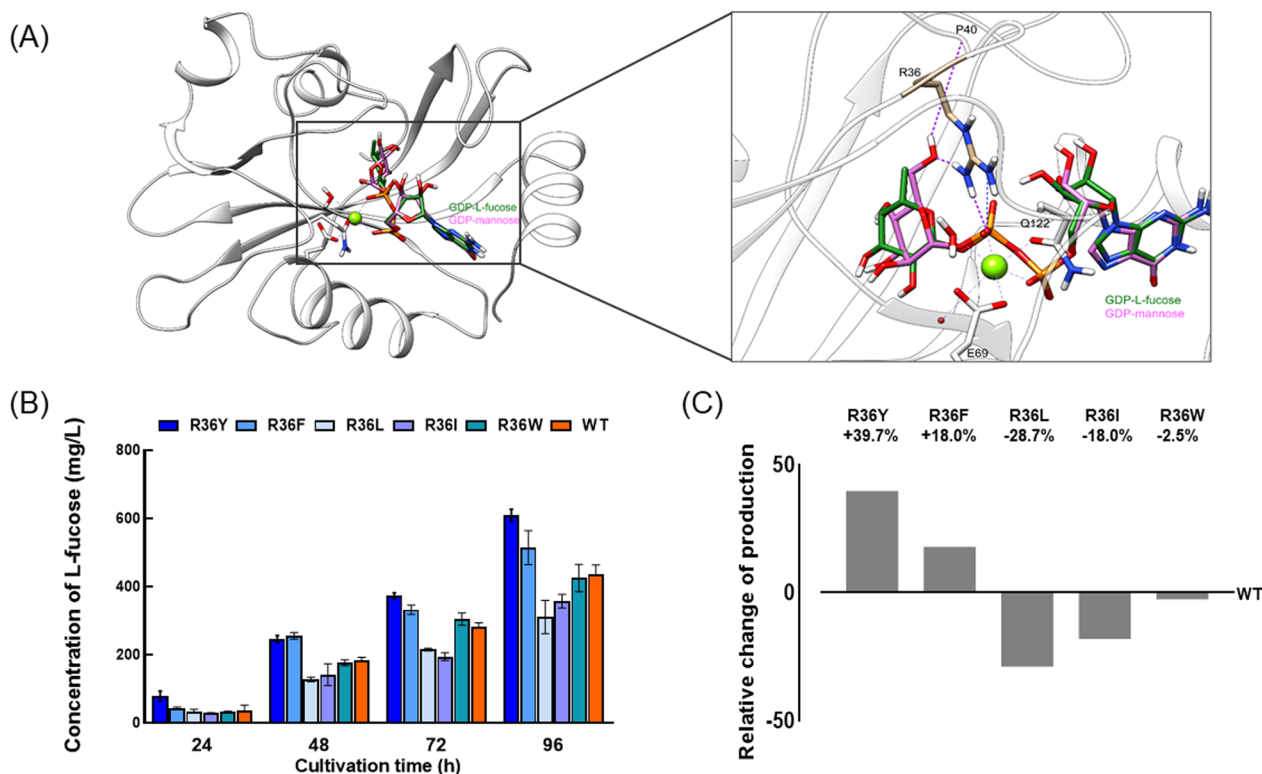 (A)
GDP-L-fucose
GDP-mannose
P40
R36
Q122
GDP-L-fucose
GDP-mannose
E69
(B)
R36Y R36F R36L R36I R36W WT
Concentration of L-fucose (mg/L)
800
600
400
200
0
24 48 72 96
Cultivation time (h)
(C)
R36Y R36F R36L R36I R36W
+39.7% +18.0% -28.7% -18.0% -2.5%
Relative change of production
50
0
-50
WT